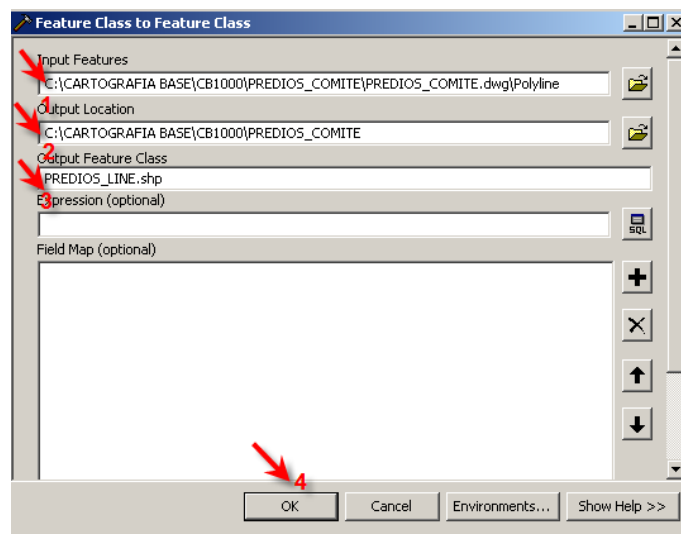 Feature Class to Feature Class
Input Features
C:\CARTOGRAFIA BASE\CB1000\PREDIOS_COMITE\PREDIOS_COMITE.dwg\Polyline
1
Output Location
C:\CARTOGRAFIA BASE\CB1000\PREDIOS_COMITE
2
Output Feature Class
PREDIOS_LINE.shp
3
Expression (optional)
SQL
Field Map (optional)
4
OK Cancel Environments... Show Help >>